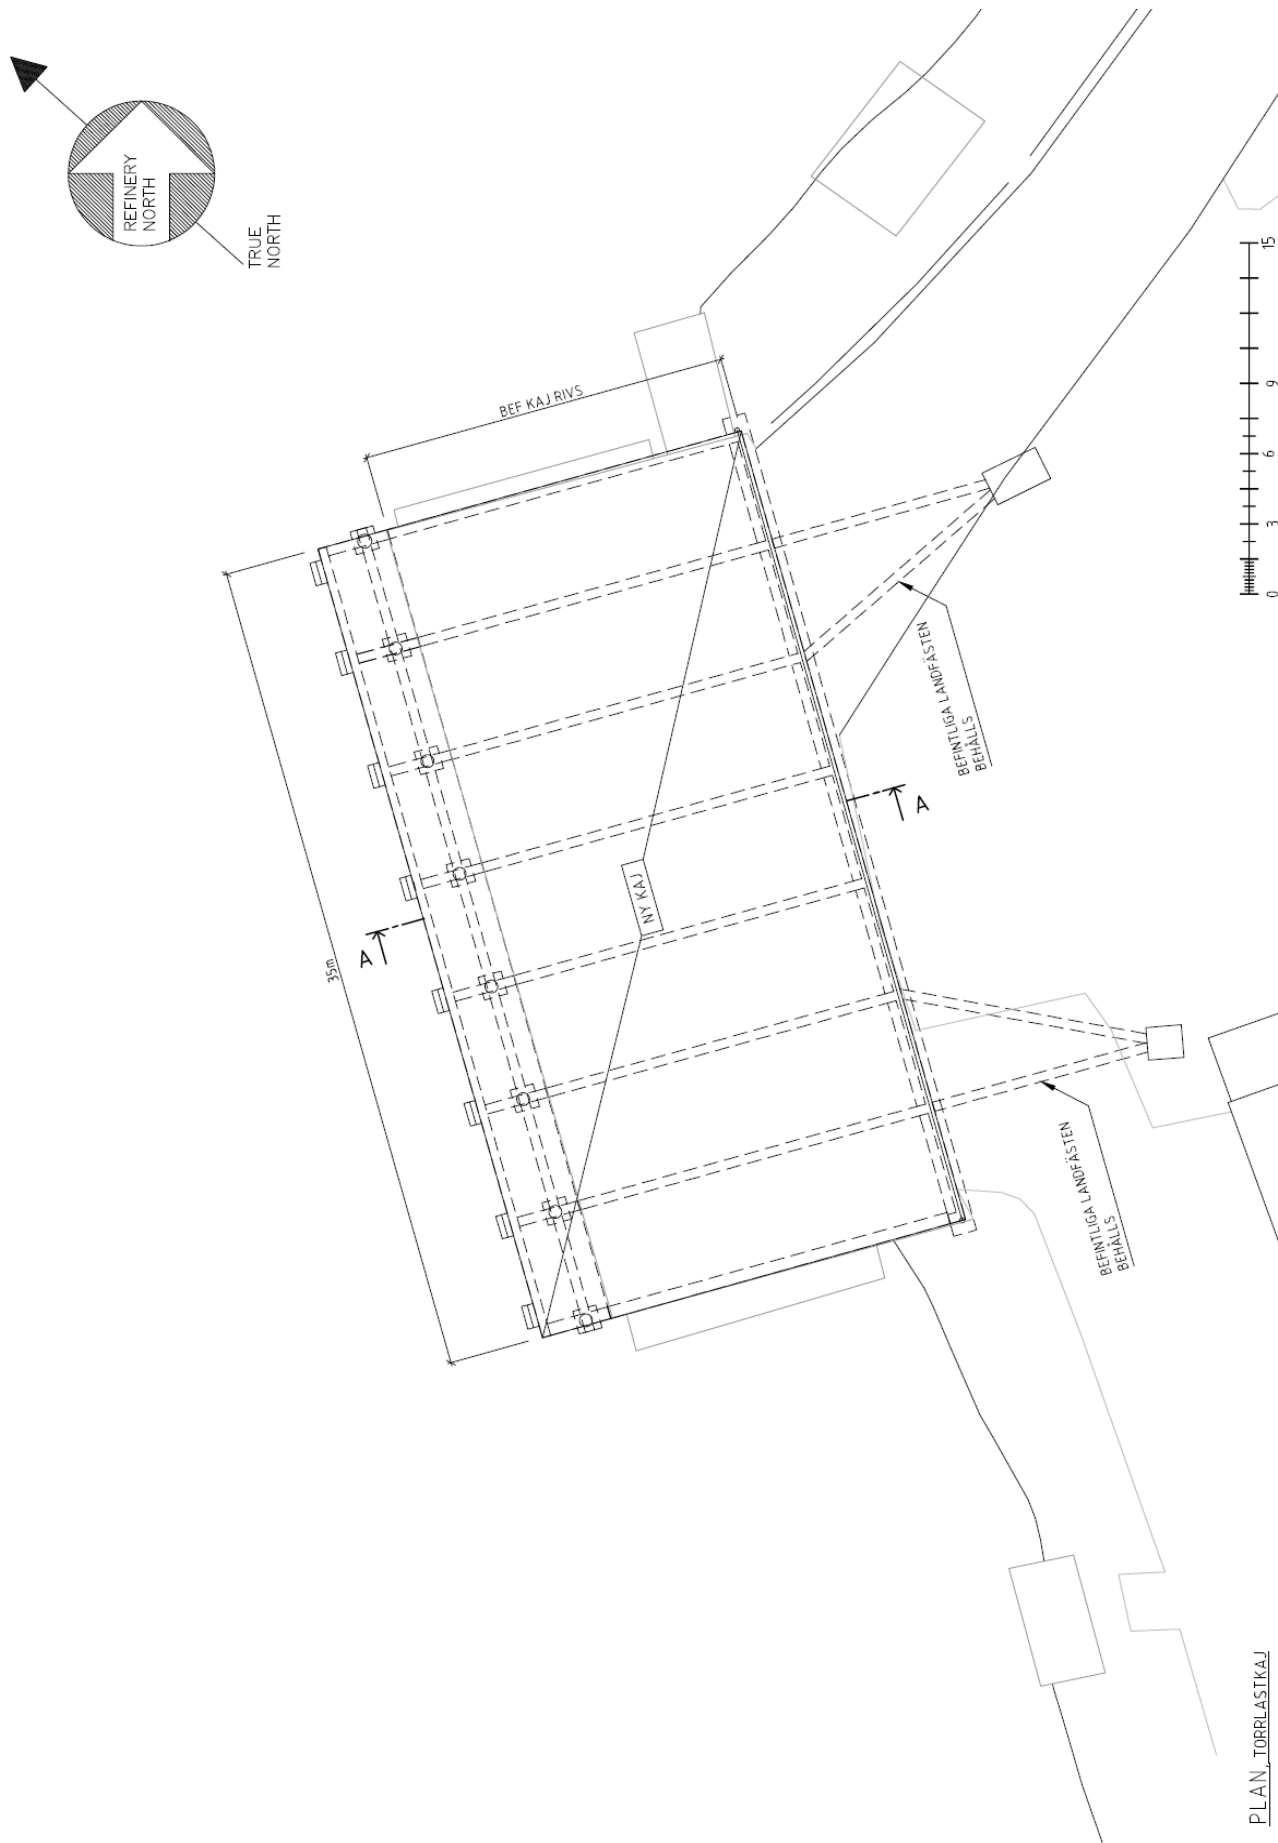 REFINERY
NORTH
TRUE
NORTH
BEF KAJ RIVS
35m
A
NY KAJ
A
BEFINTLIGA LANDFÄSTEN
BEHÅLLS
BEFINTLIGA LANDFÄSTEN
BEHÅLLS
0 3 6 9 15
PLAN, TORRLASTKAJ